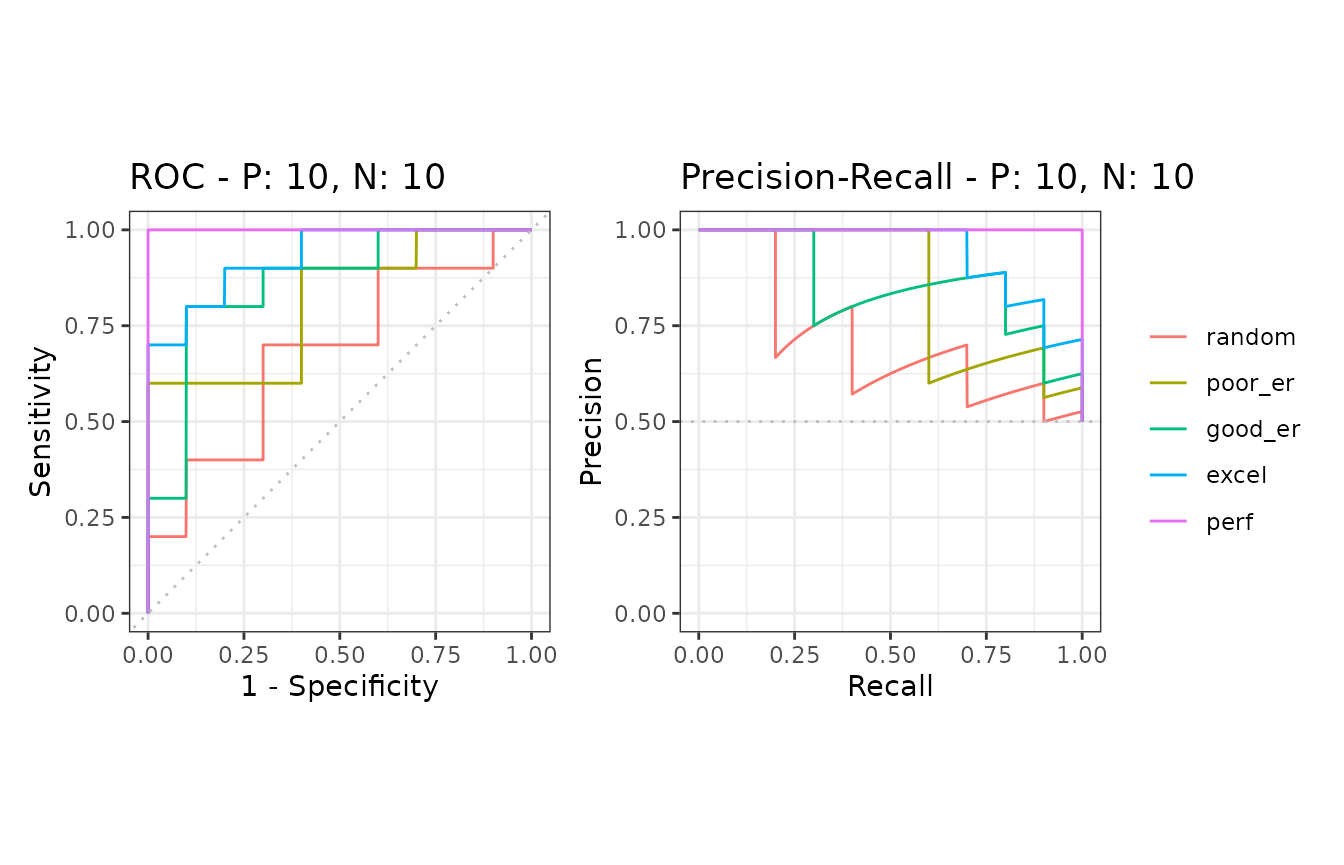 ROC - P: 10, N: 10
1.00
0.75
0.50
0.25
0.00
Sensitivity
0.00 0.25 0.50 0.75 1.00
1 - Specificity
Precision-Recall - P: 10, N: 10
1.00
0.75
0.50
0.25
0.00
Precision
0.00 0.25 0.50 0.75 1.00
Recall
random
poor_er
good_er
excel
perf